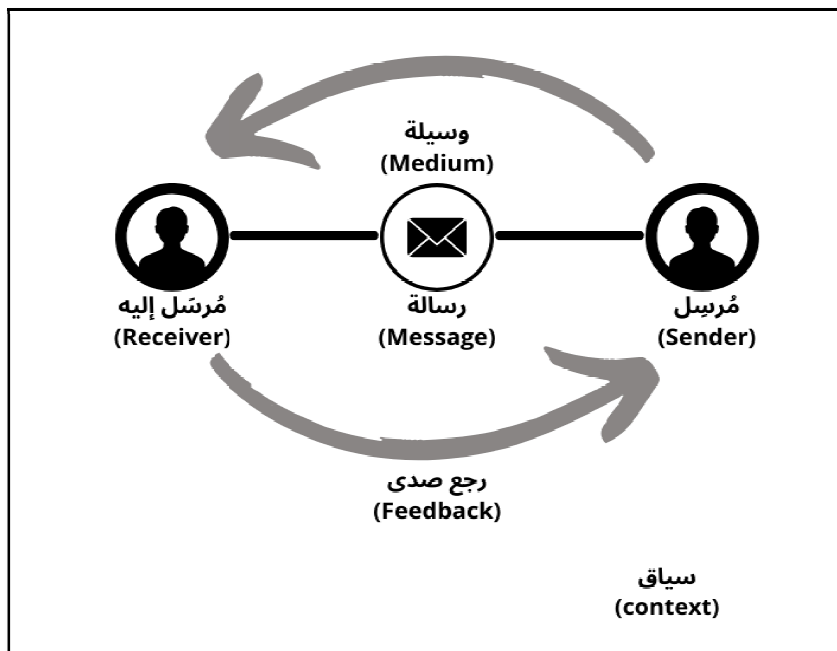 وسيلة
(Medium)
مُرسِل
(Sender)
رسالة
(Message)
مُرسَل إليه
(Receiver)
رجع صدى
(Feedback)
سياق
(context)